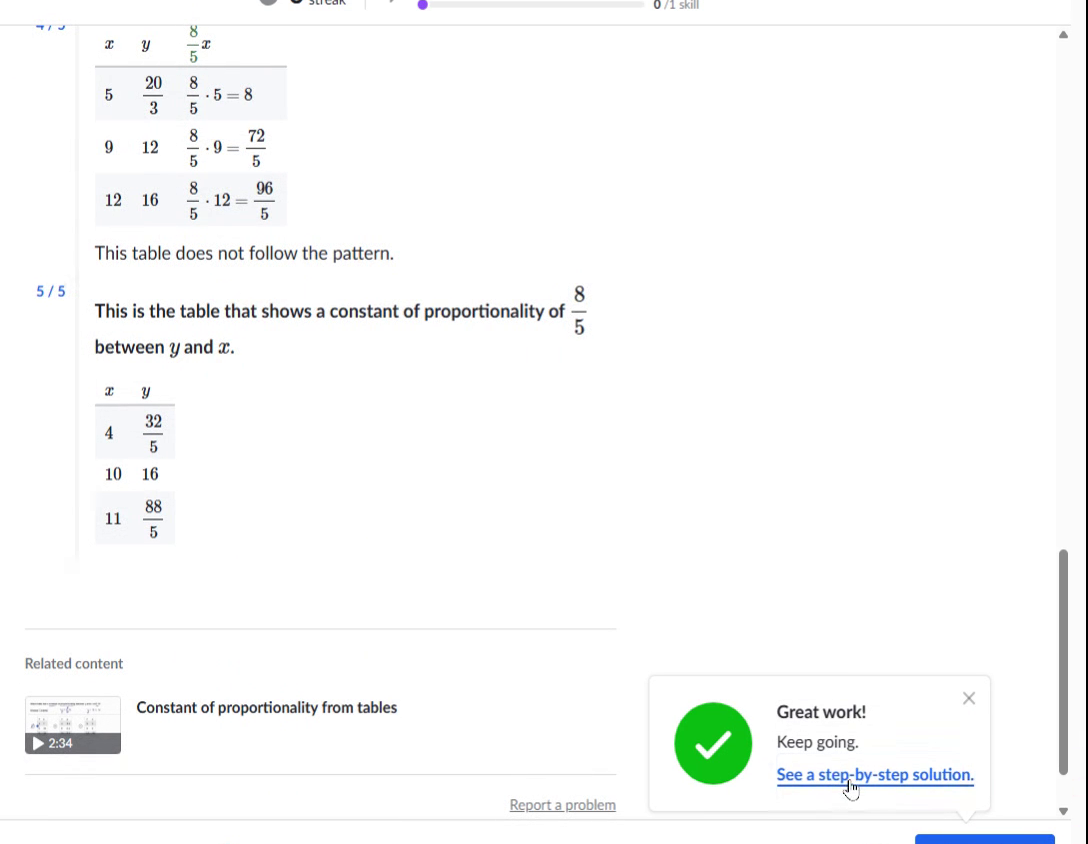 streak
0 /1 skill
4 / 5
x y 8/5 x
5 20/3 8/5 · 5 = 8
9 12 8/5 · 9 = 72/5
12 16 8/5 · 12 = 96/5
This table does not follow the pattern.
5 / 5
This is the table that shows a constant of proportionality of 8/5
between y and x.
x y
4 32/5
10 16
11 88/5
Related content
Constant of proportionality from tables
2:34
Great work!
Keep going.
See a step-by-step solution.
Report a problem